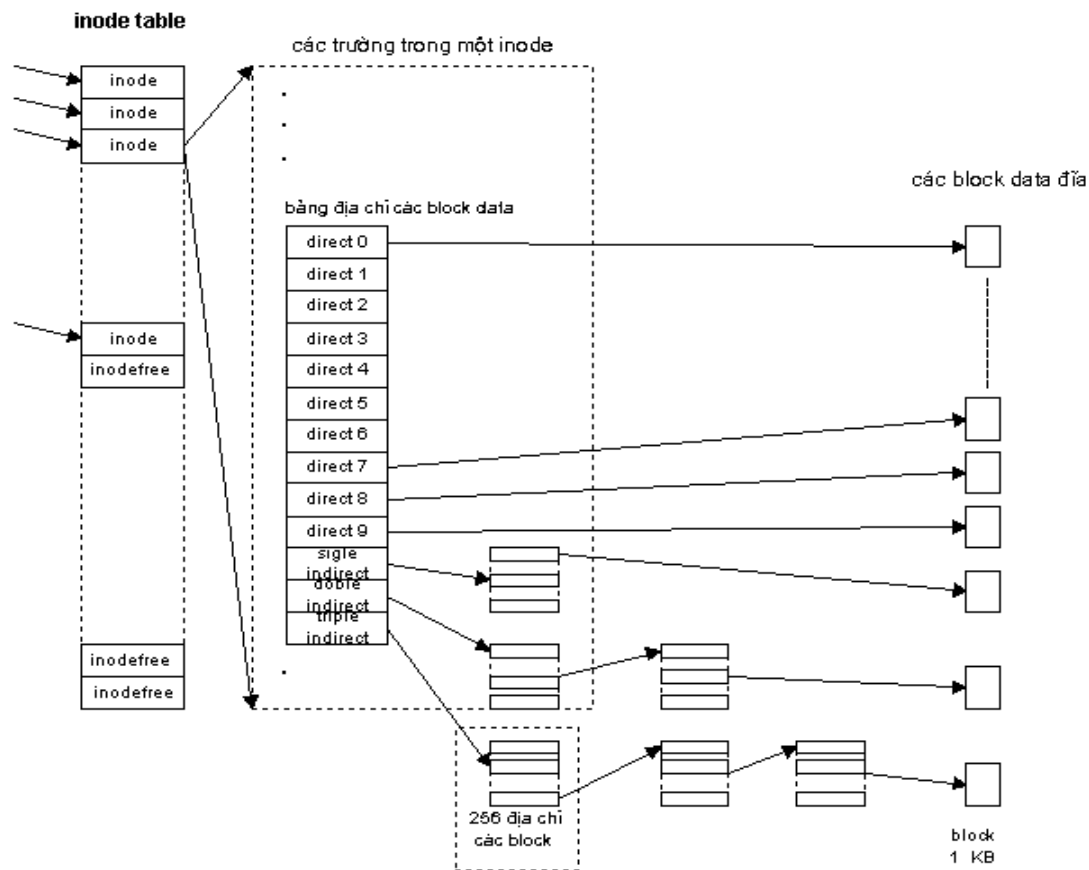 inode table
các trường trong một inode
inode
inode
inode
các block data đĩa
bảng địa chỉ các block data
direct 0
direct 1
direct 2
inode
direct 3
inodefree
direct 4
direct 5
direct 6
direct 7
direct 8
direct 9
sigle
indirect
doble
indirect
triple
indirect
inodefree
inodefree
256 địa chỉ
các block
block
1 KB